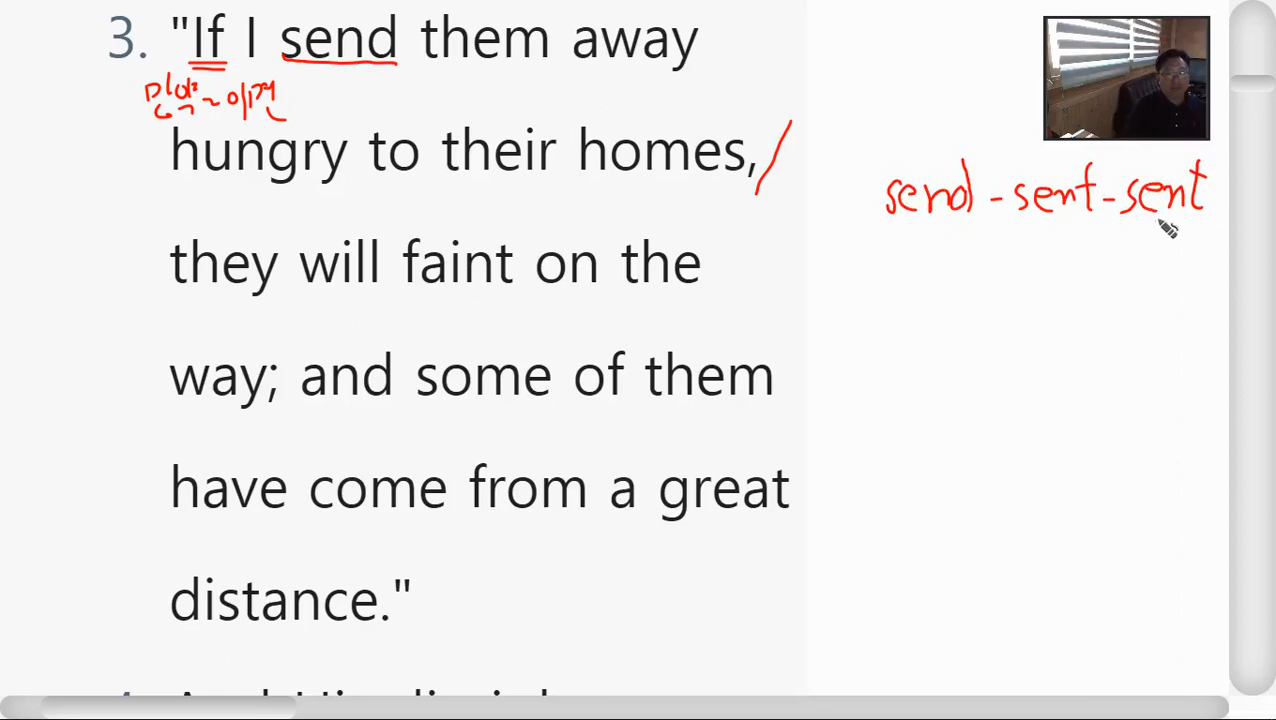 3. "If I send them away
만약 ~이라면
hungry to their homes, /
send - sent - sent
they will faint on the
way; and some of them
have come from a great
distance."